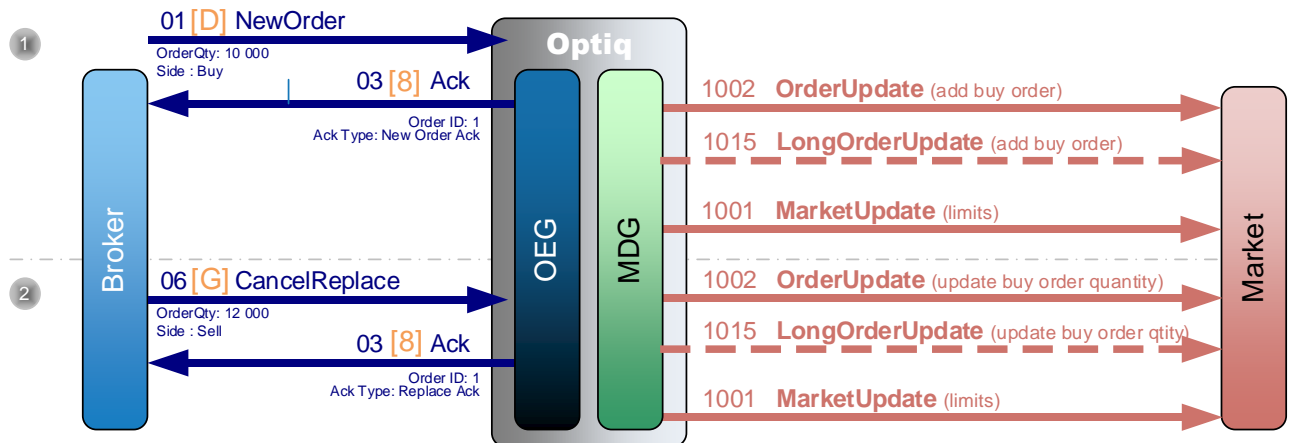 01 [D] NewOrder
1
OrderQty: 10 000
Side : Buy
Optiq
03 [8] Ack
Order ID: 1
Ack Type: New Order Ack
1002 OrderUpdate (add buy order)
1015 LongOrderUpdate (add buy order)
1001 MarketUpdate (limits)
Broker
OEG
MDG
Market
2
06 [G] CancelReplace
OrderQty: 12 000
Side : Sell
03 [8] Ack
Order ID: 1
Ack Type: Replace Ack
1002 OrderUpdate (update buy order quantity)
1015 LongOrderUpdate (update buy order qtity)
1001 MarketUpdate (limits)